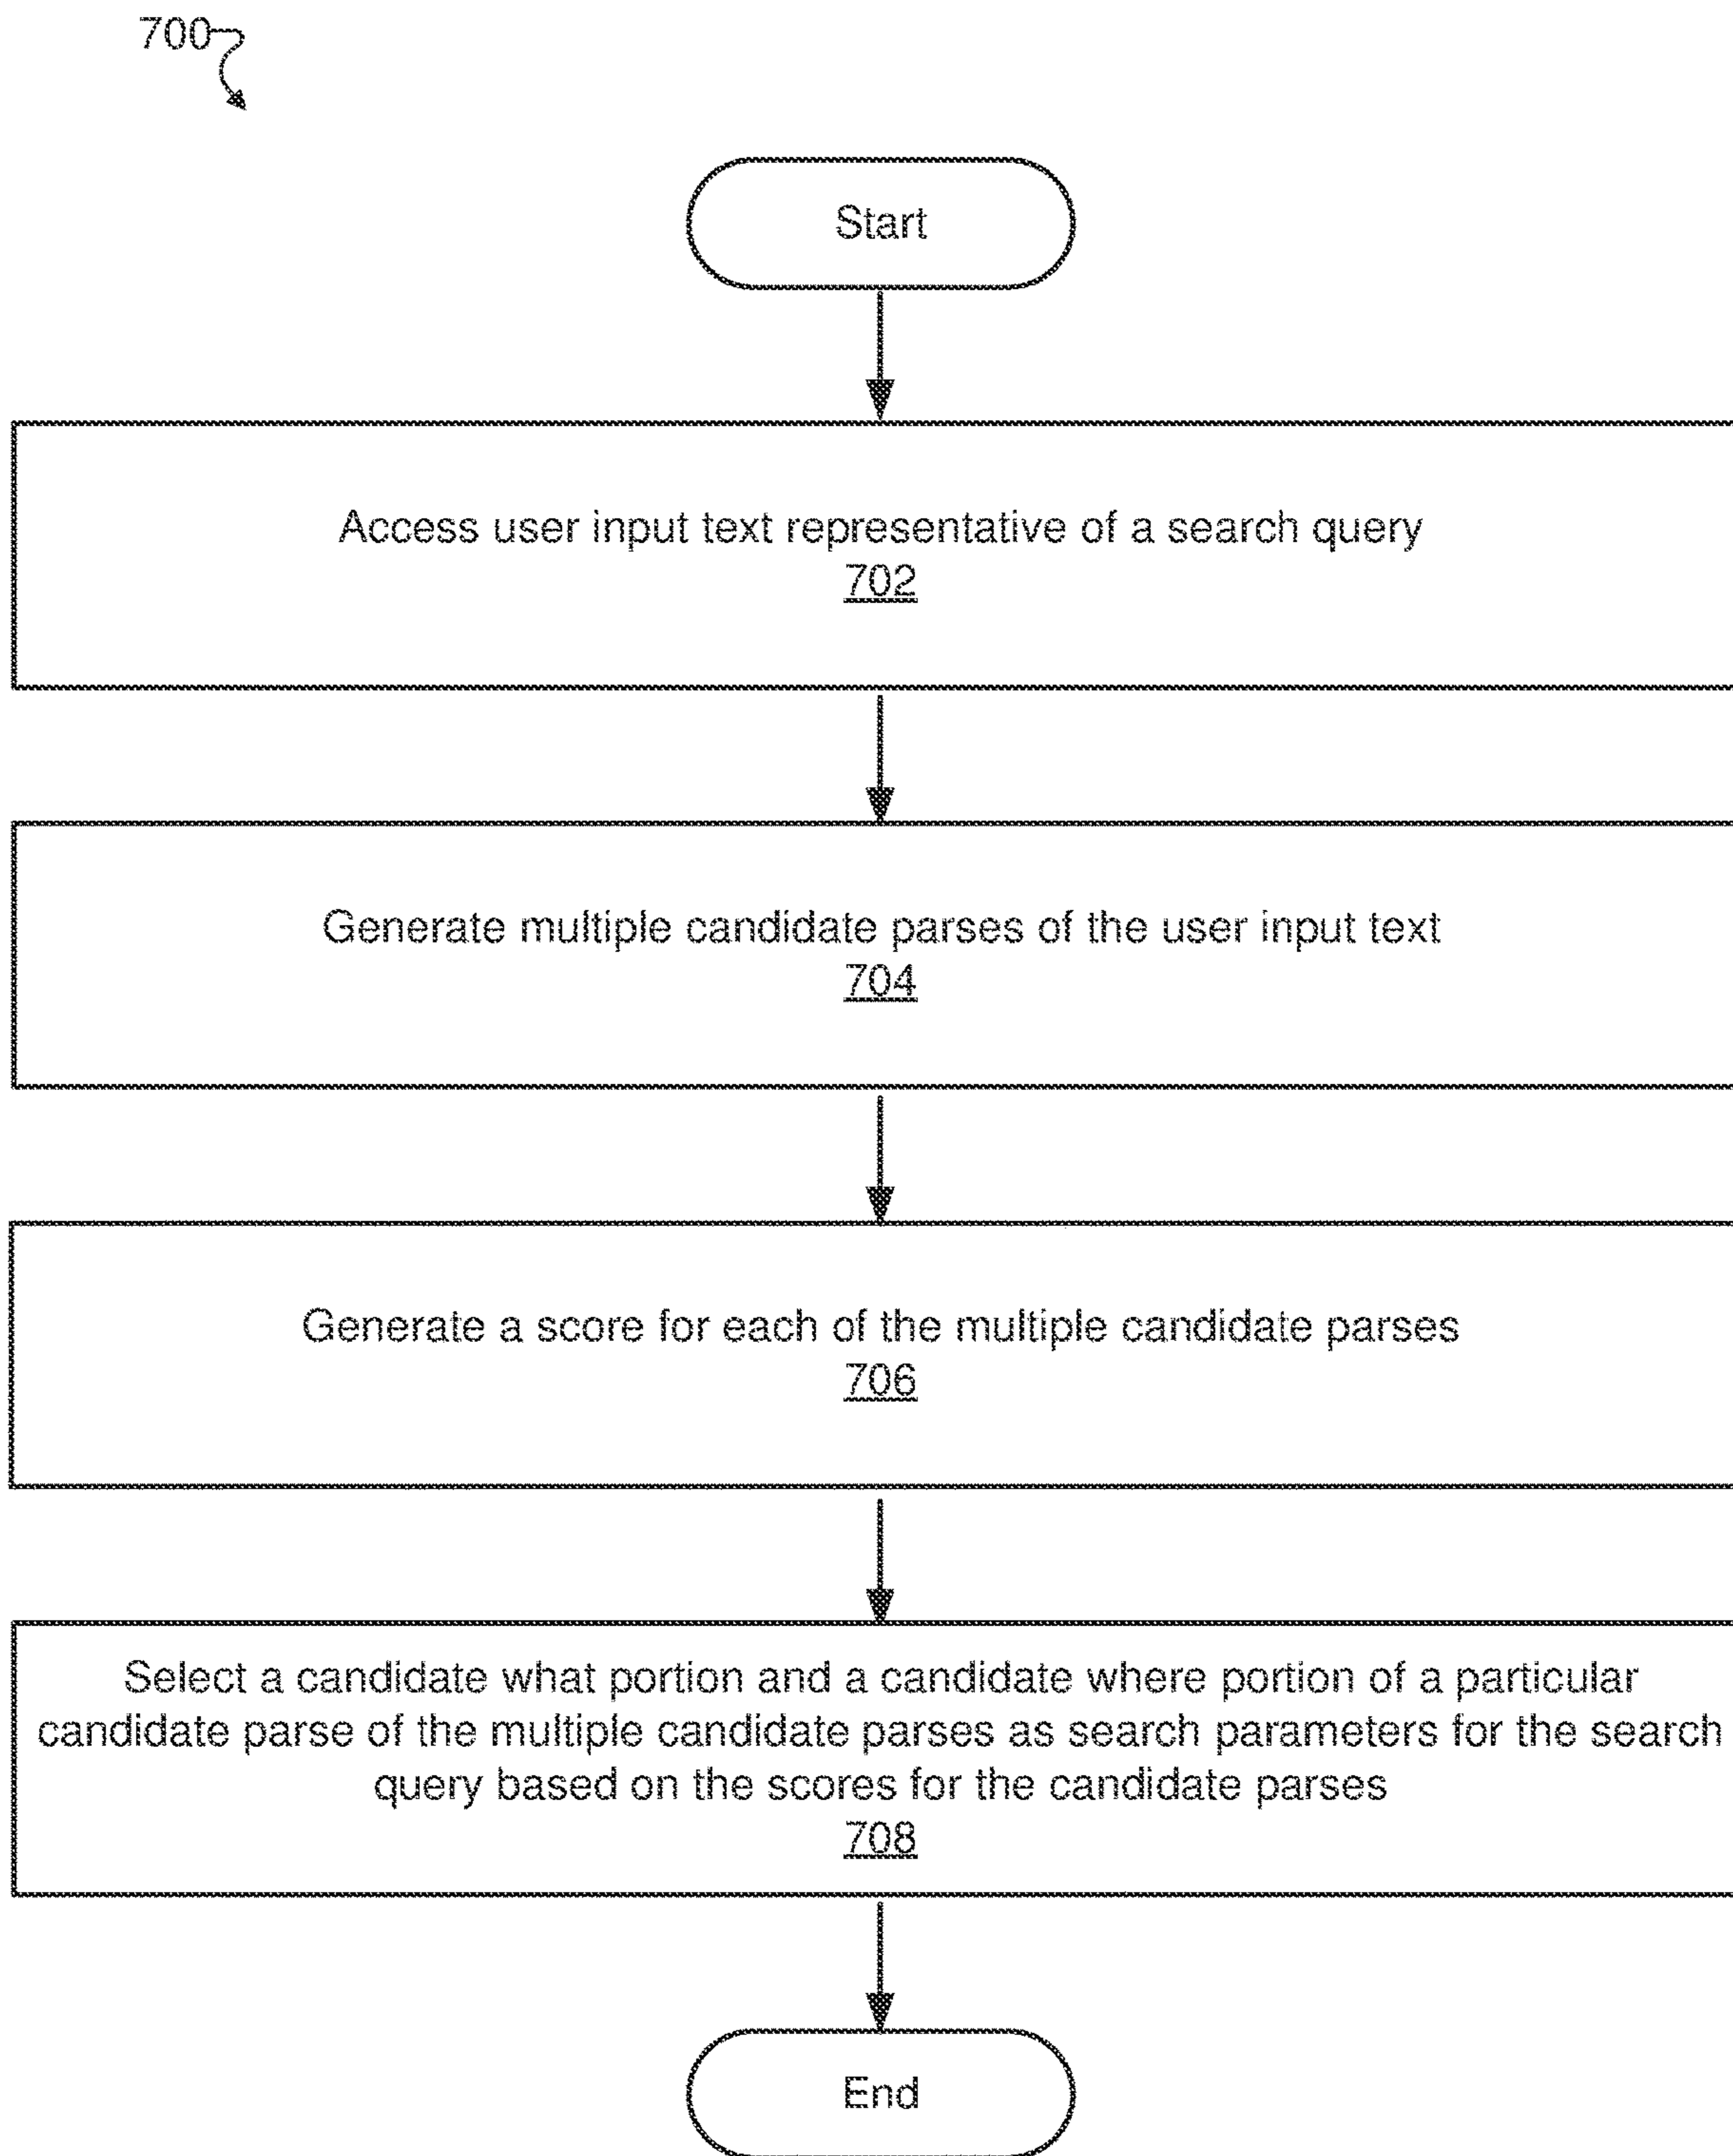 700
Start
Access user input text representative of a search query
702
Generate multiple candidate parses of the user input text
704
Generate a score for each of the multiple candidate parses
706
Select a candidate what portion and a candidate where portion of a particular
candidate parse of the multiple candidate parses as search parameters for the search
query based on the scores for the candidate parses
708
End